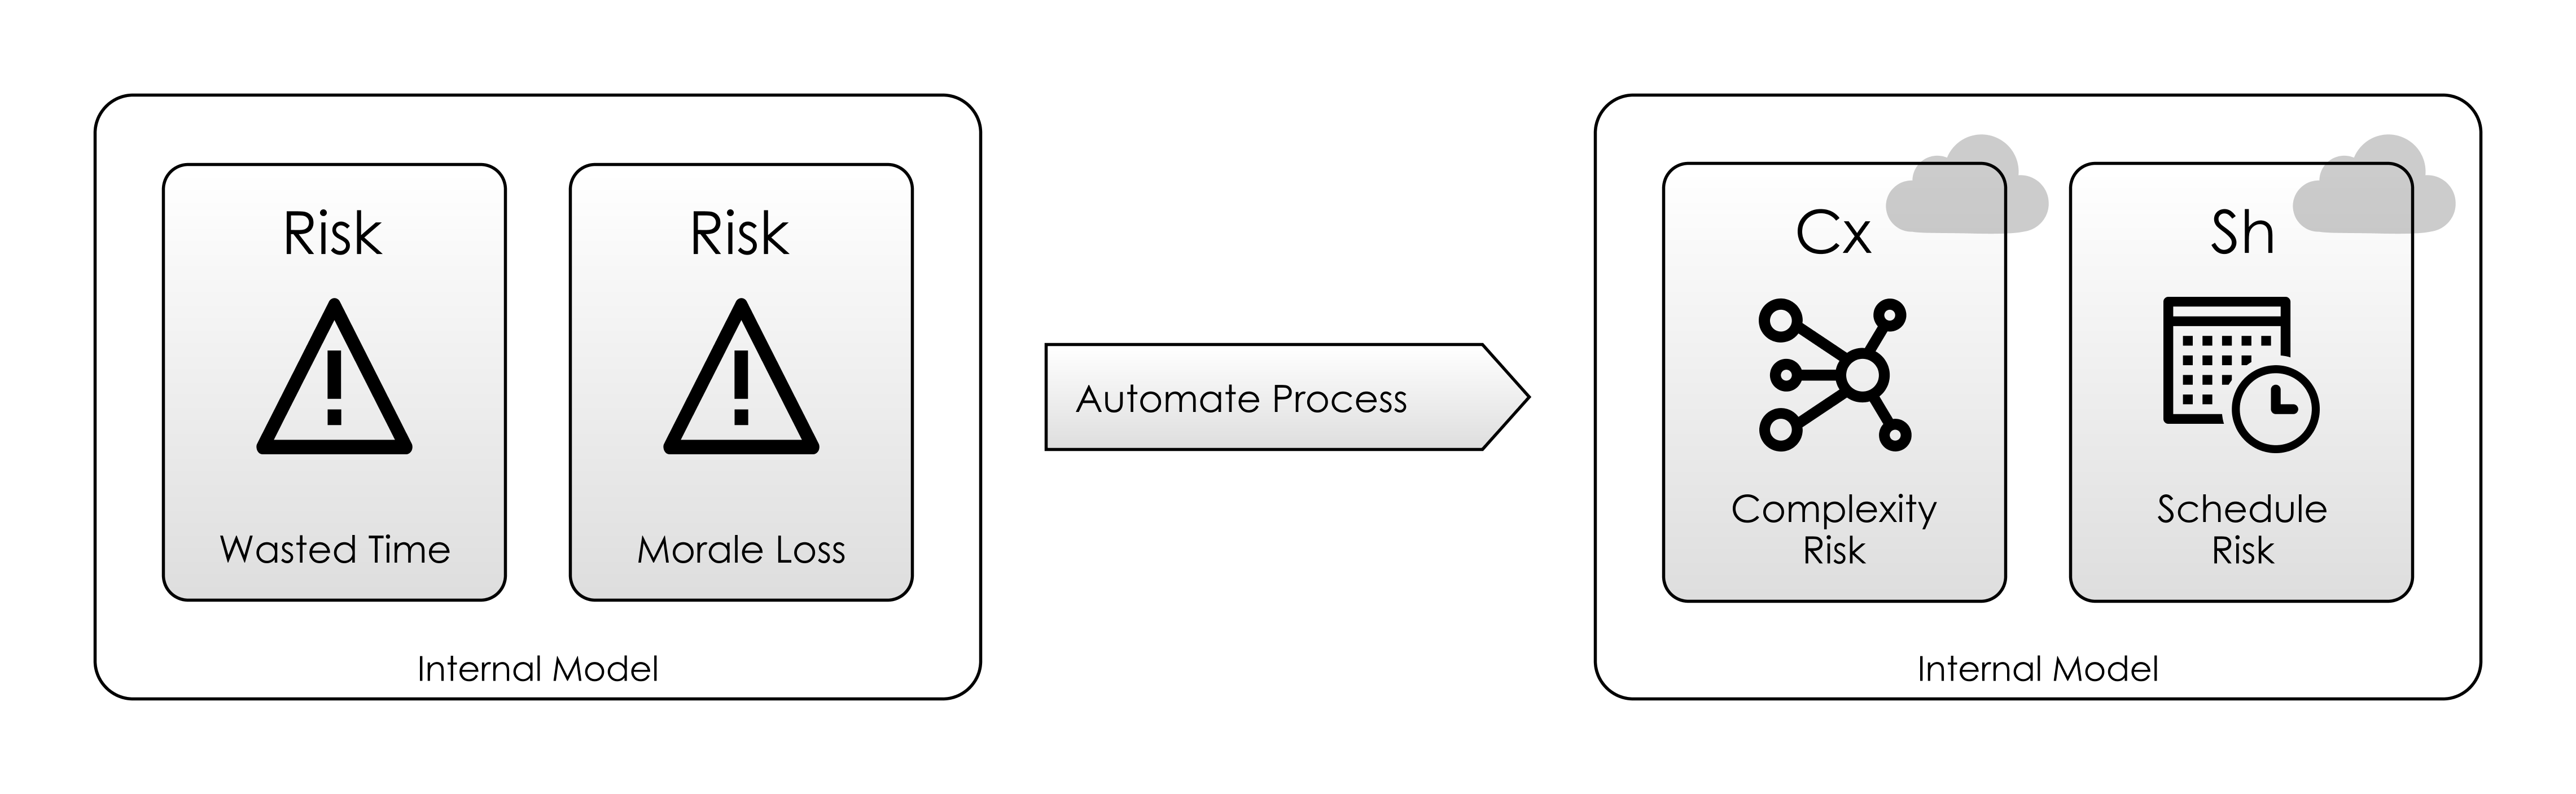 Risk
Wasted Time
Risk
Morale Loss
Internal Model
Automate Process
Cx
Complexity
Risk
Sh
Schedule
Risk
Internal Model